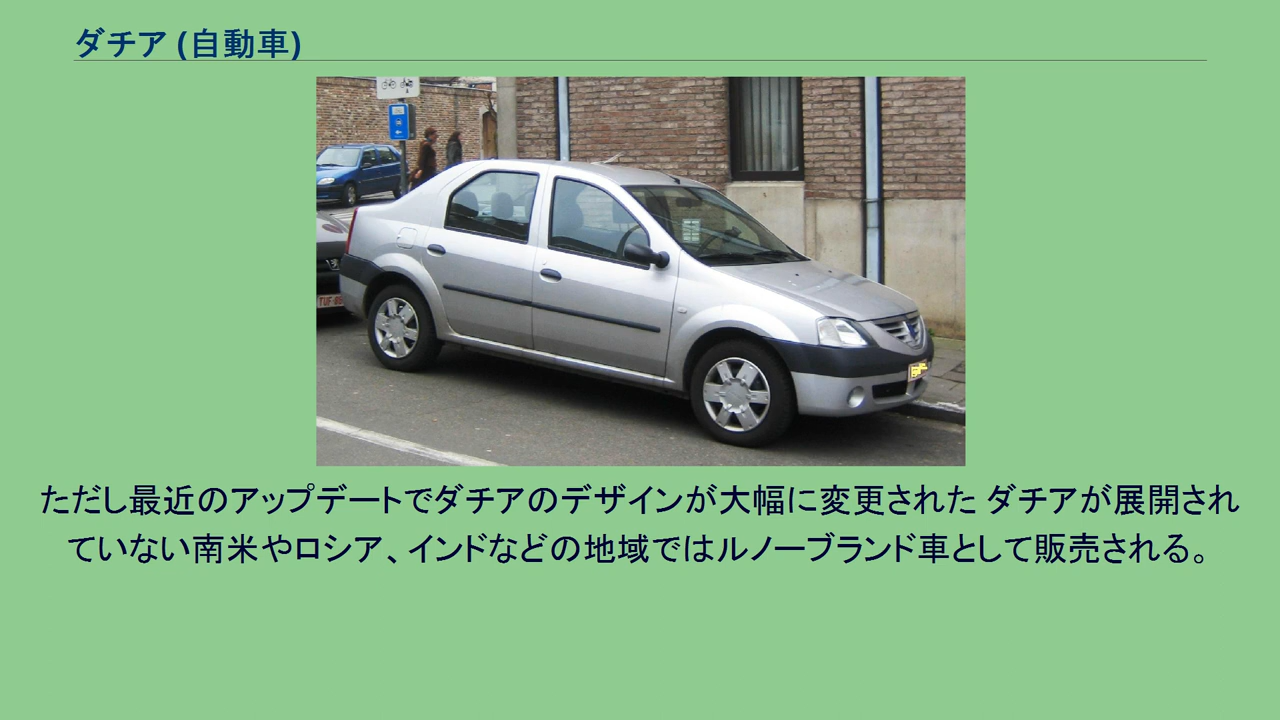 ダチア (自動車)
ただし最近のアップデートでダチアのデザインが大幅に変更された ダチアが展開され
ていない南米やロシア、インドなどの地域ではルノーブランド車として販売される。